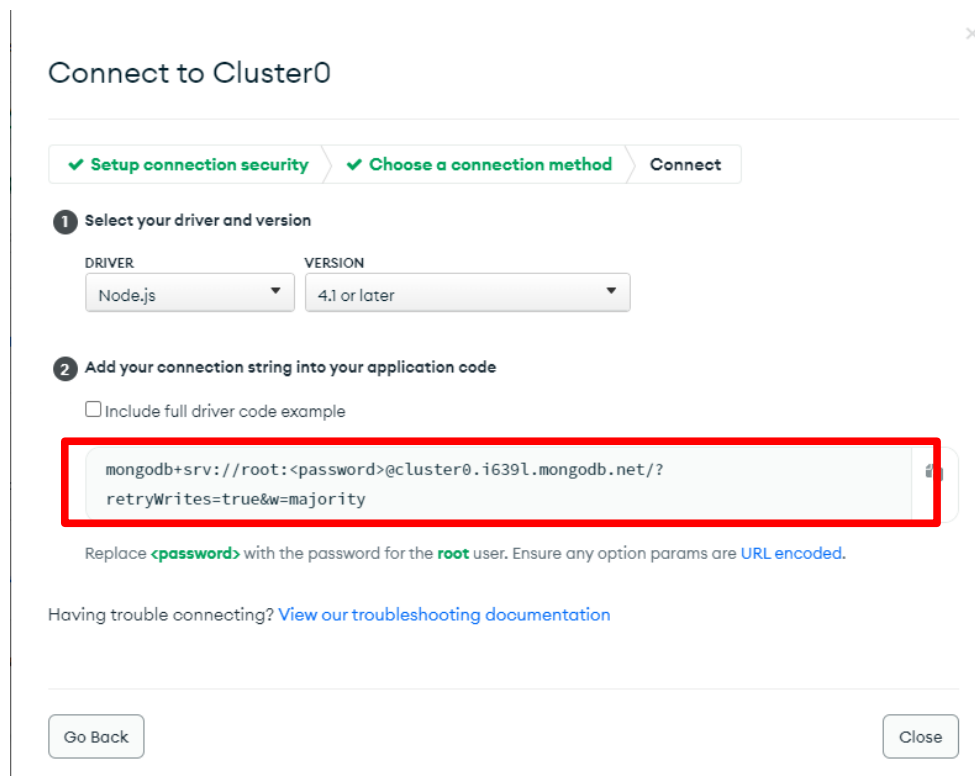 Connect to Cluster0
Setup connection security
Choose a connection method
Connect
1 Select your driver and version
DRIVER
VERSION
Node.js
4.1 or later
2 Add your connection string into your application code
Include full driver code example
mongodb+srv://root:<password>@cluster0.i639l.mongodb.net/?
retryWrites=true&w=majority
Replace <password> with the password for the root user. Ensure any option params are URL encoded.
Having trouble connecting? View our troubleshooting documentation
Go Back
Close